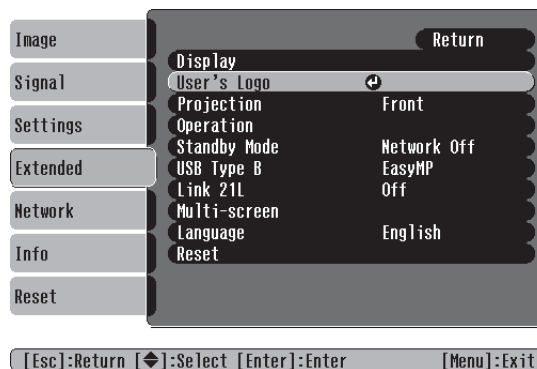 Image
Signal
Settings
Extended
Network
Info
Reset
Return
Display
User's Logo
Projection Front
Operation
Standby Mode Network Off
USB Type B EasyMP
Link 21L Off
Multi-screen
Language English
Reset
[Esc]:Return [◆]:Select [Enter]:Enter [Menu]:Exit